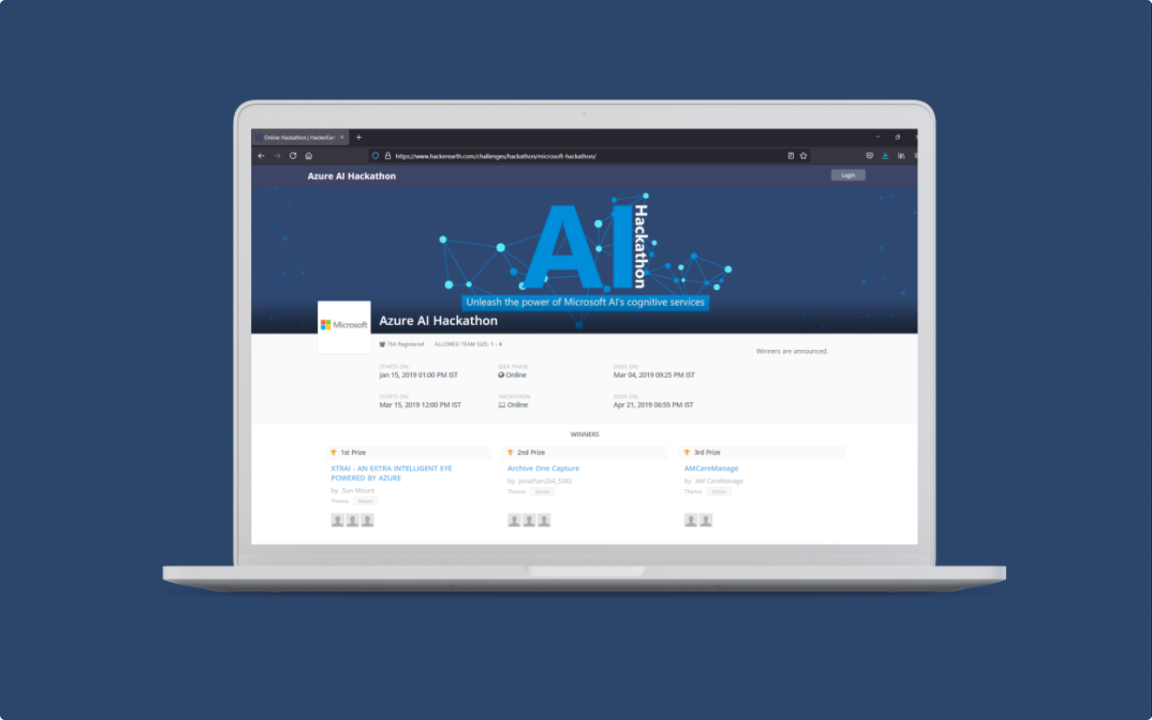 Online Hackathon | HackerEar
https://www.hackerearth.com/challenges/hackathon/microsoft-hackathon/
Azure AI Hackathon
Login
AI
Hackathon
Unleash the power of Microsoft AI's cognitive services
Microsoft
Azure AI Hackathon
Registered
ALLOWED TEAM SIZE: 1 - 4
Winners are announced.
STARTS ON:
Jan 15, 2019 01:00 PM IST
IDEA PHASE
Online
ENDS ON:
Mar 04, 2019 09:25 PM IST
STARTS ON:
Mar 15, 2019 12:00 PM IST
HACKATHON
Online
ENDS ON:
Apr 21, 2019 06:55 PM IST
WINNERS
1st Prize
XTRAI - AN EXTRA INTELLIGENT EYE
POWERED BY AZURE
by Sun Mount
Theme: Vision
2nd Prize
Archive One Capture
by jonathan264_5382
Theme: Vision
3rd Prize
AMCareManage
by AM CareManage
Theme: Vision